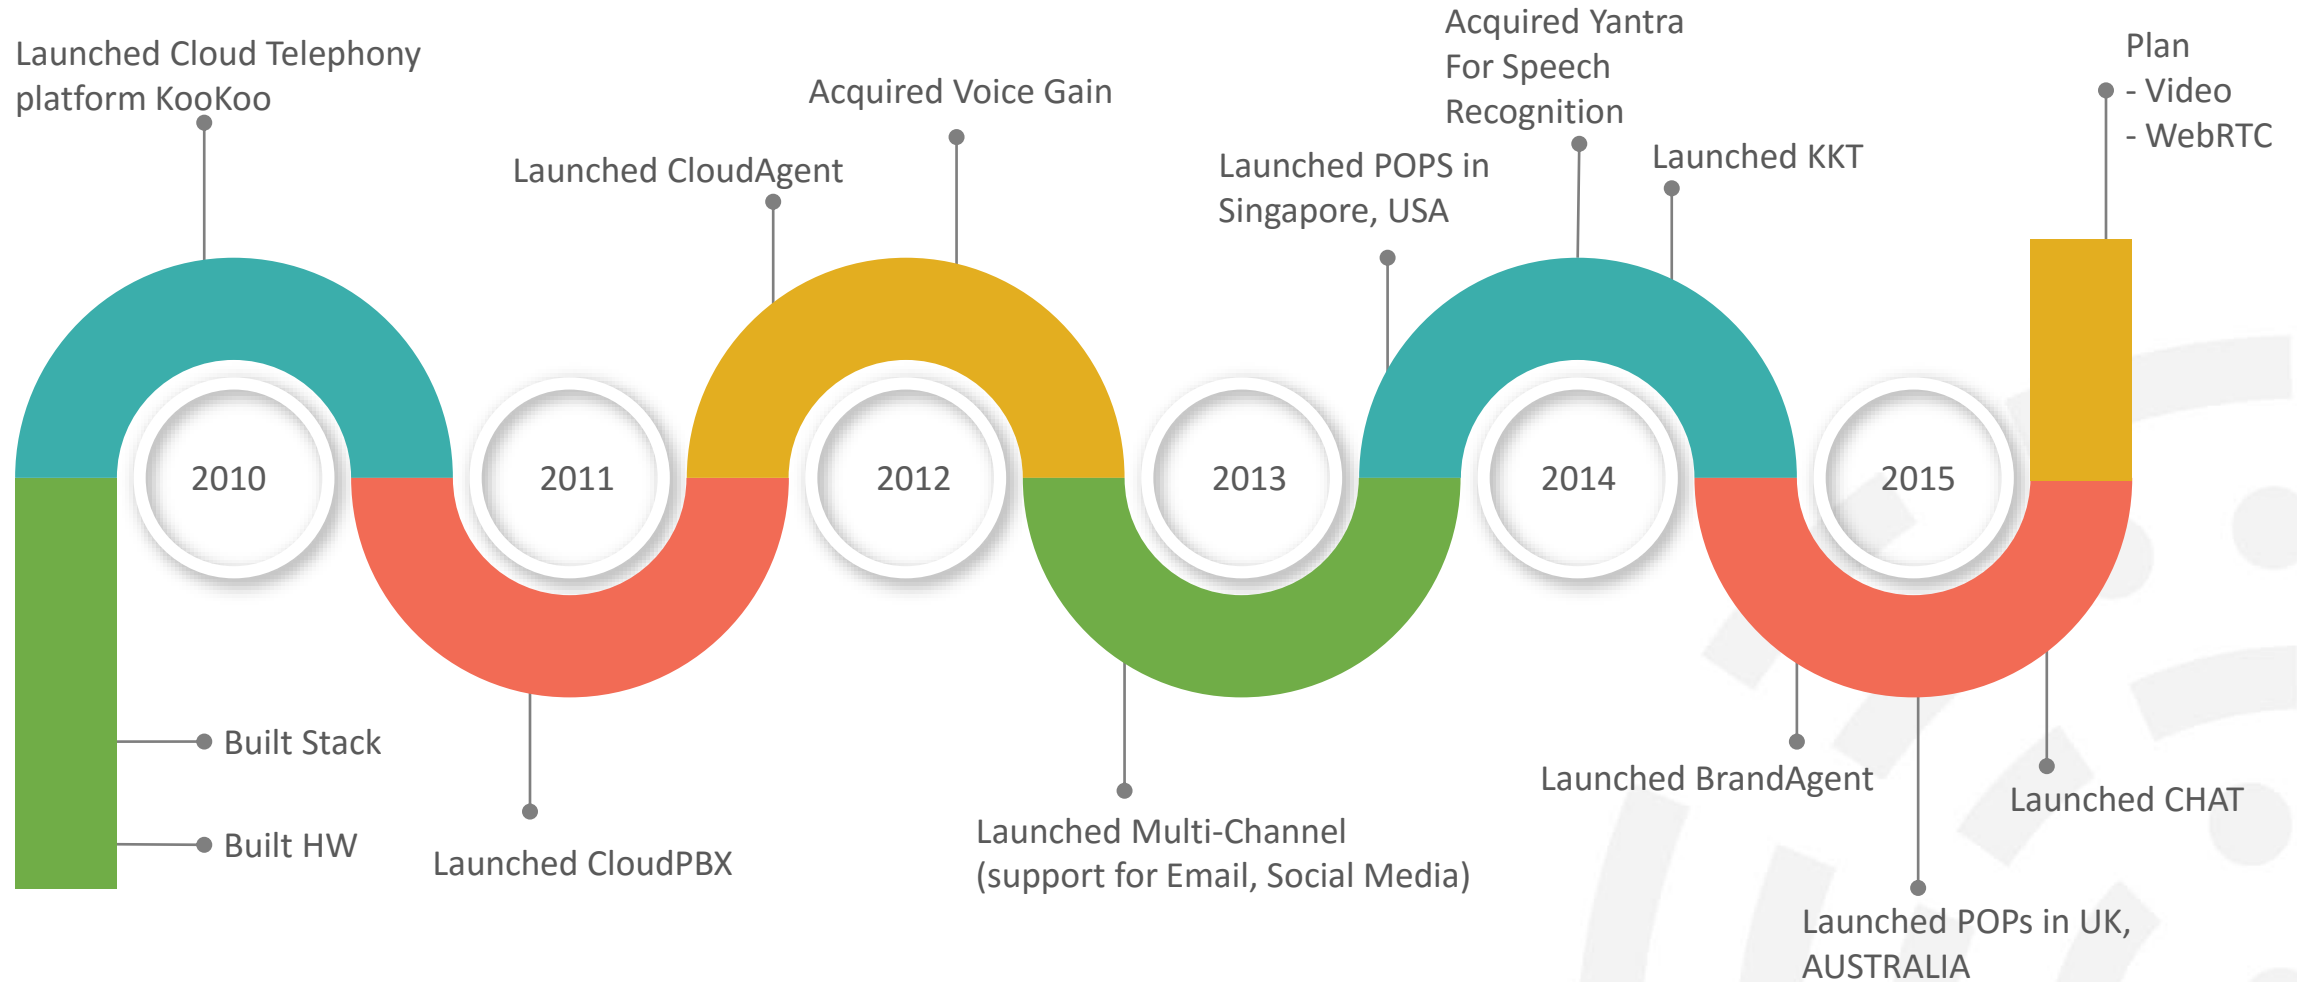 Launched Cloud Telephony
platform KooKoo
Launched CloudAgent
Acquired Voice Gain
Launched POPS in
Singapore, USA
Acquired Yantra
For Speech
Recognition
Launched KKT
Plan
- Video
- WebRTC
2010
2011
2012
2013
2014
2015
Built Stack
Built HW
Launched CloudPBX
Launched Multi-Channel
(support for Email, Social Media)
Launched BrandAgent
Launched POPs in UK,
AUSTRALIA
Launched CHAT